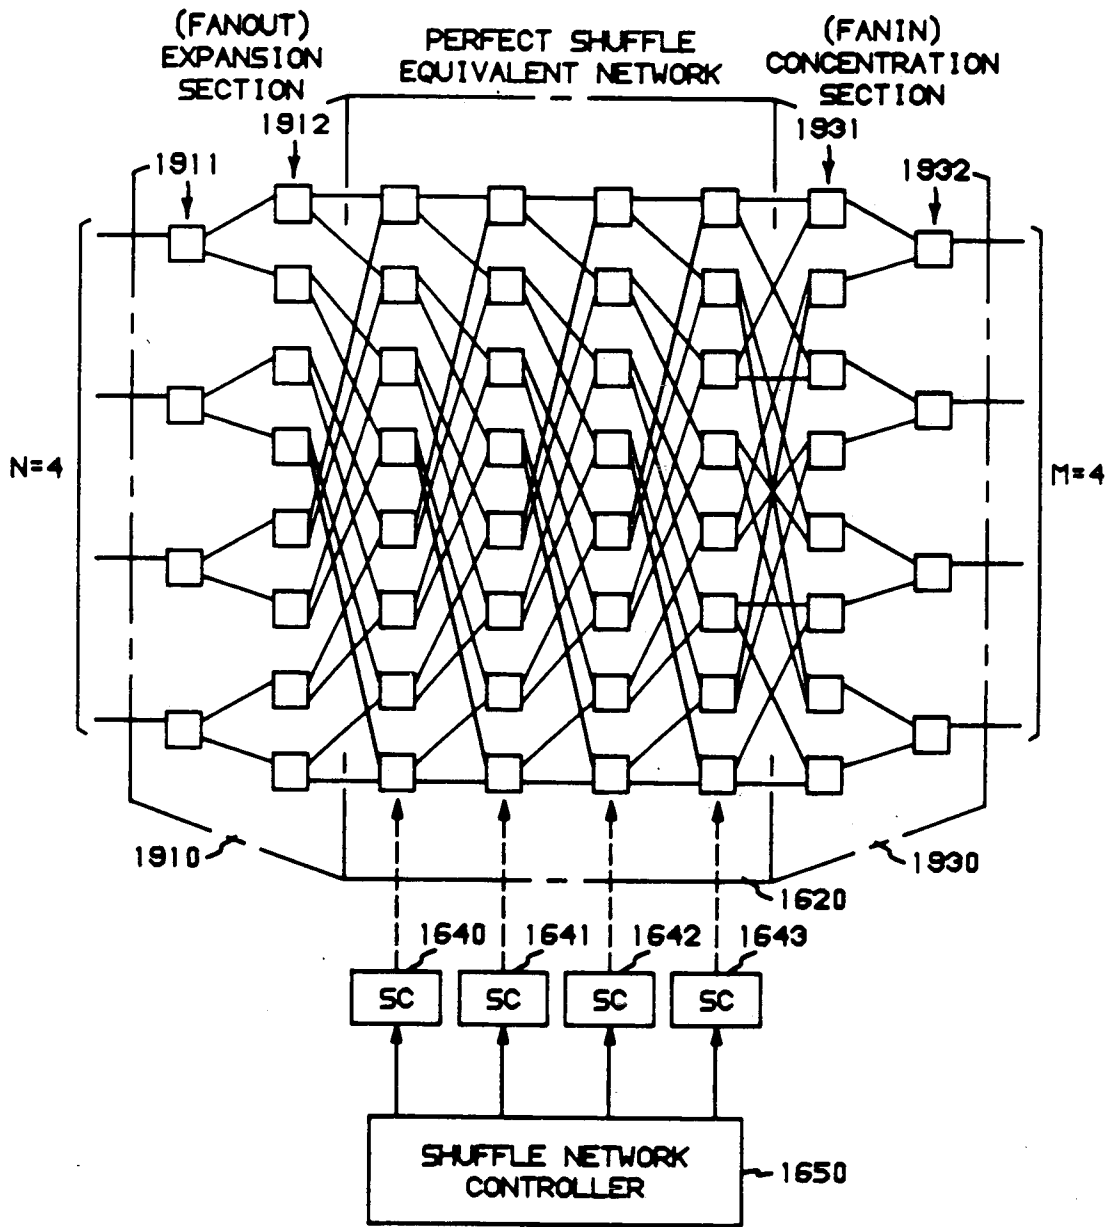 (FANOUT)
EXPANSION
SECTION
PERFECT SHUFFLE
EQUIVALENT NETWORK
(FANIN)
CONCENTRATION
SECTION
1912
1931
1911
1932
N=4
M=4
1910
1930
1620
1640
1641
1642
1643
SC
SC
SC
SC
SHUFFLE NETWORK
CONTROLLER
1650